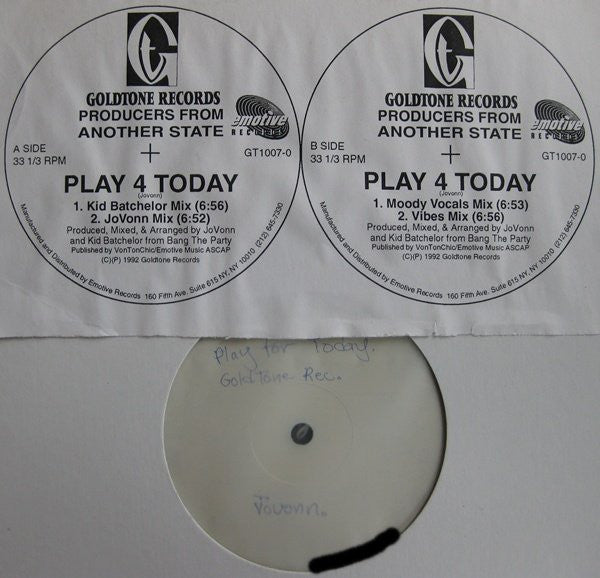 Gt
GOLDTONE RECORDS
PRODUCERS FROM
ANOTHER STATE
emotive
RECORDS
A SIDE
33 1/3 RPM
+
GT1007-0
PLAY 4 TODAY
(JoVonn)
1. Kid Batchelor Mix (6:56)
2. JoVonn Mix (6:52)
Produced, Mixed, & Arranged by JoVonn
and Kid Batchelor from Bang The Party
Published by VonTonChic/Emotive Music ASCAP
(C)(P) 1992 Goldtone Records
Manufactured and Distributed by Emotive Records 160 Fifth Ave. Suite 615 NY, NY 10010 (212) 645-7330
Gt
GOLDTONE RECORDS
PRODUCERS FROM
ANOTHER STATE
emotive
RECORDS
B SIDE
33 1/3 RPM
+
GT1007-0
PLAY 4 TODAY
(JoVonn)
1. Moody Vocals Mix (6:53)
2. Vibes Mix (6:56)
Produced, Mixed, & Arranged by JoVonn
and Kid Batchelor from Bang The Party
Published by VonTonChic/Emotive Music ASCAP
(C)(P) 1992 Goldtone Records
Manufactured and Distributed by Emotive Records 160 Fifth Ave. Suite 615 NY, NY 10010 (212) 645-7330
Play for Today.
Goldtone Rec.
Jovonn.